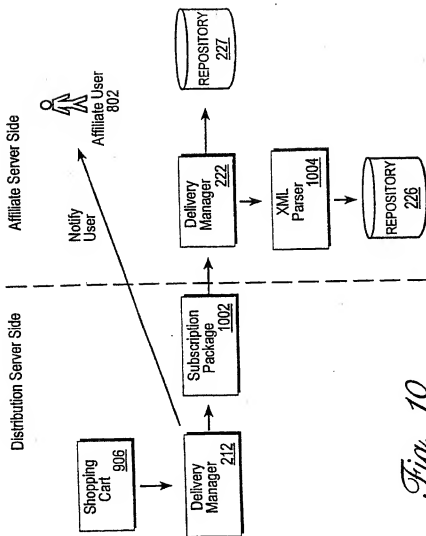 Distribution Server Side
Affiliate Server Side
Shopping
Cart
906
Delivery
Manager
212
Notify
User
Affiliate User
802
Subscription
Package
1002
Delivery
Manager
222
REPOSITORY
227
XML
Parser
1004
REPOSITORY
226
Fig. 10